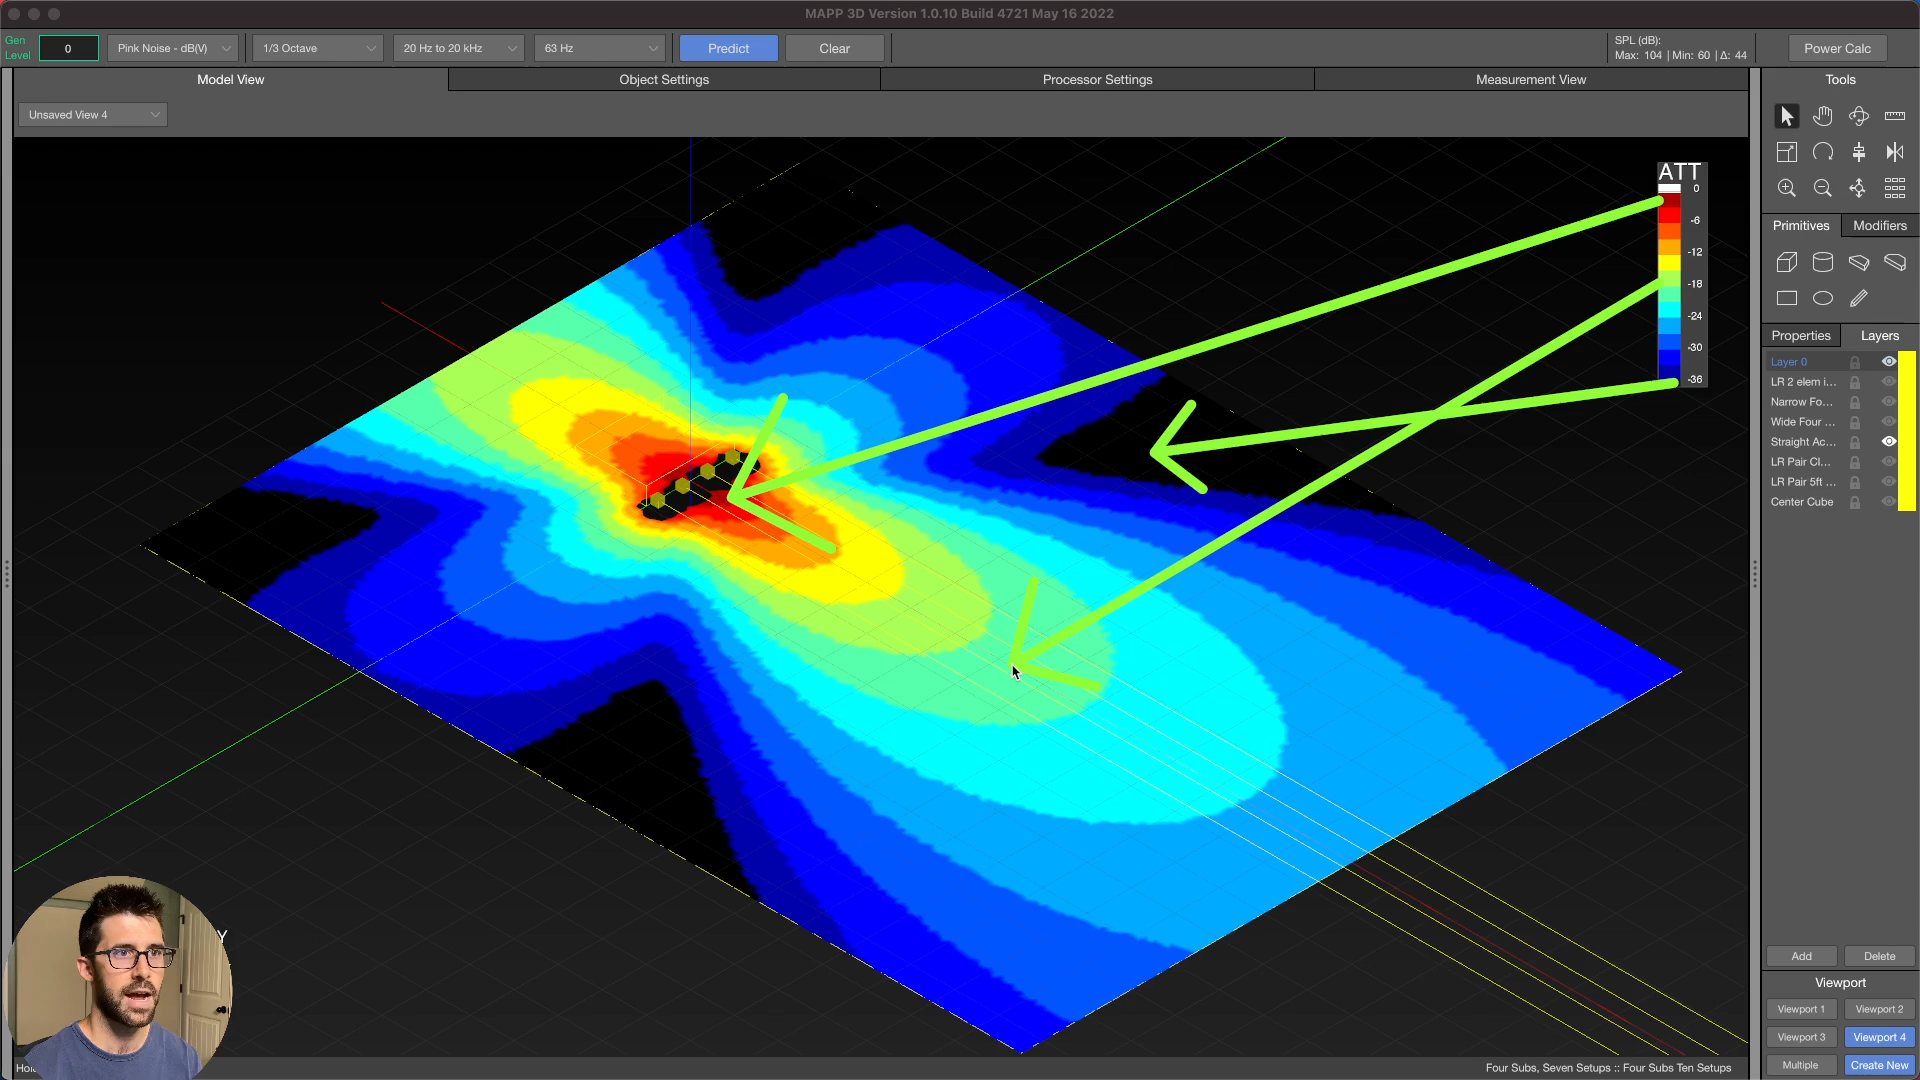 MAPP 3D Version 1.0.10 Build 4721 May 16 2022
Gen
Level
0
Pink Noise - dB(V)
1/3 Octave
20 Hz to 20 kHz
63 Hz
Predict
Clear
SPL (dB):
Max: 104 | Min: 60 | Δ: 44
Power Calc
Model View
Object Settings
Processor Settings
Measurement View
Tools
Unsaved View 4
ATT
0
-6
-12
-18
-24
-30
-36
Primitives
Modifiers
Properties
Layers
Layer 0
LR 2 elem i...
Narrow Fo...
Wide Four ...
Straight Ac...
LR Pair Cl...
LR Pair 5ft ...
Center Cube
Y
Add
Delete
Viewport
Viewport 1
Viewport 2
Viewport 3
Viewport 4
Multiple
Create New
Four Subs, Seven Setups :: Four Subs Ten Setups